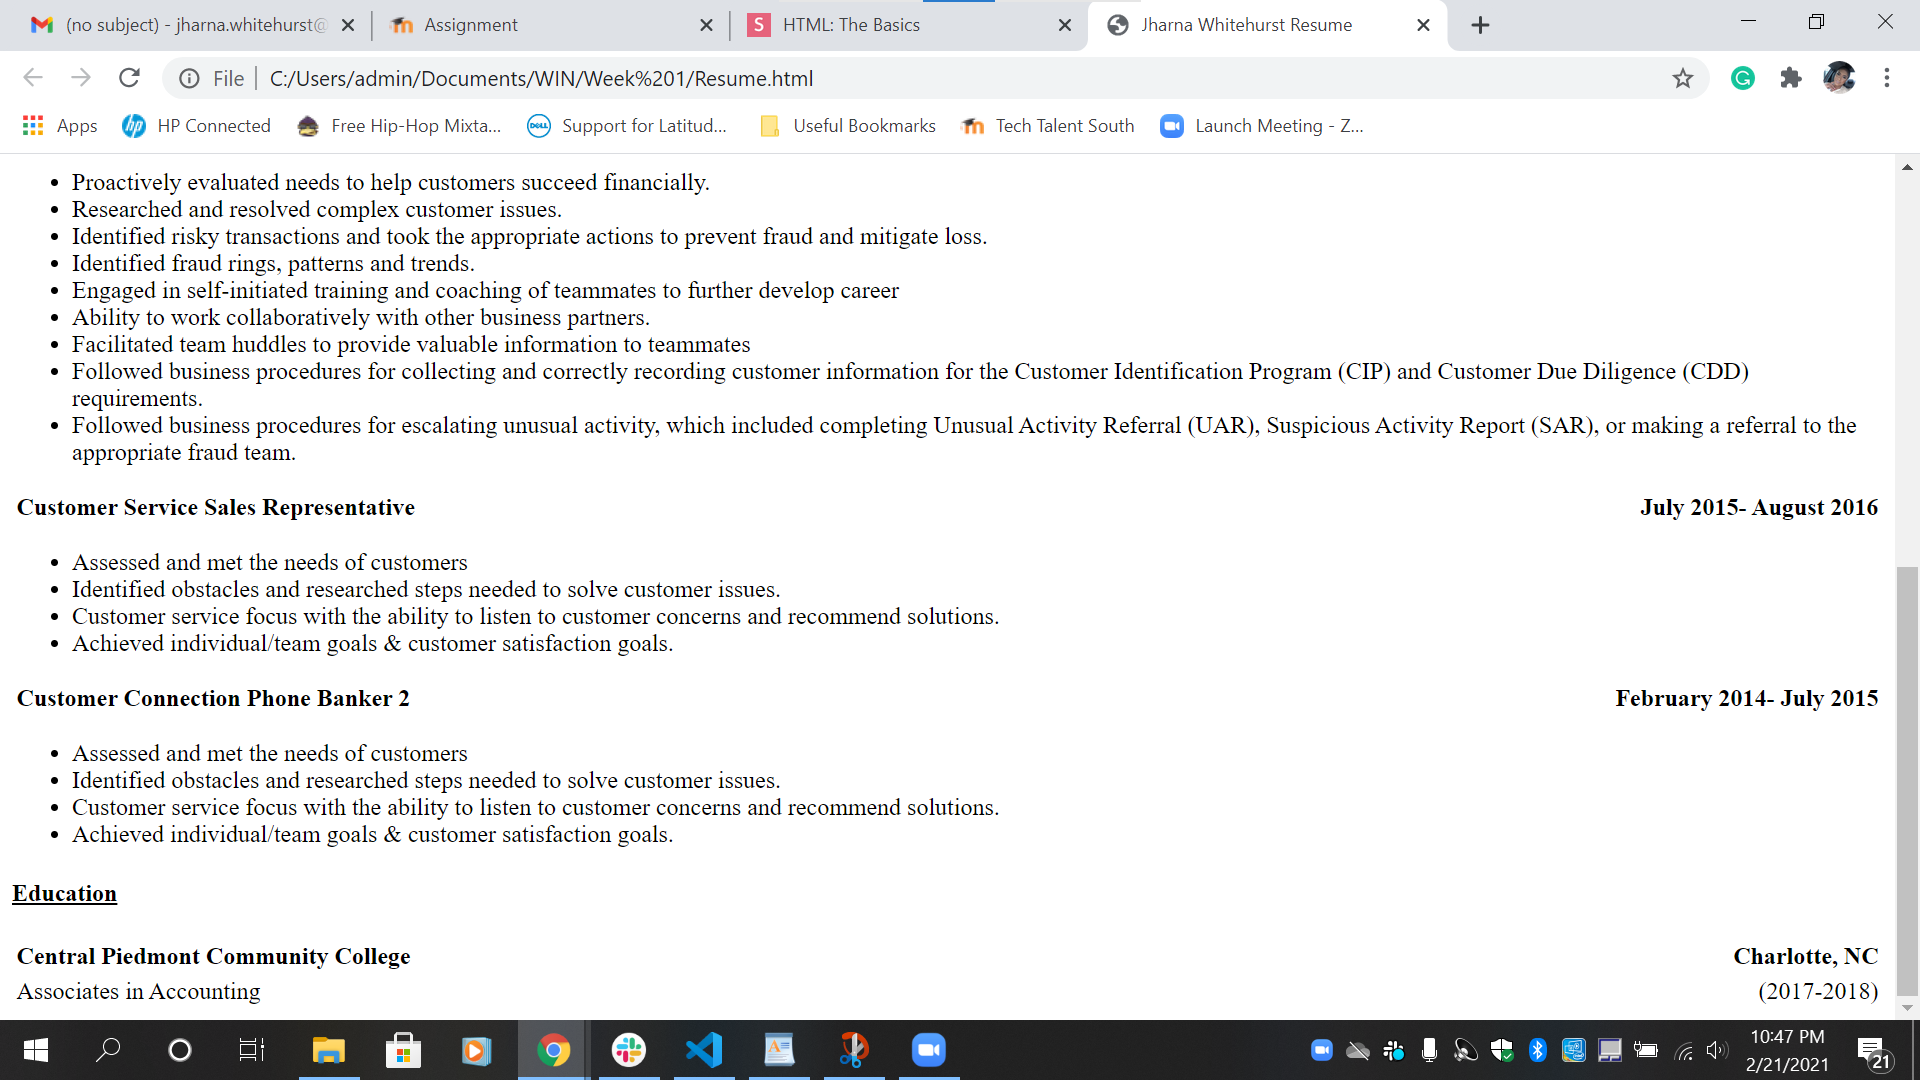 (no subject) - jharna.whitehurst@
Assignment
S
HTML: The Basics
Jharna Whitehurst Resume
File
C:/Users/admin/Documents/WIN/Week%201/Resume.html
Apps
hp
HP Connected
Free Hip-Hop Mixta...
DELL
Support for Latitud...
Useful Bookmarks
Tech Talent South
Launch Meeting - Z...
• Proactively evaluated needs to help customers succeed financially.
• Researched and resolved complex customer issues.
• Identified risky transactions and took the appropriate actions to prevent fraud and mitigate loss.
• Identified fraud rings, patterns and trends.
• Engaged in self-initiated training and coaching of teammates to further develop career
• Ability to work collaboratively with other business partners.
• Facilitated team huddles to provide valuable information to teammates
• Followed business procedures for collecting and correctly recording customer information for the Customer Identification Program (CIP) and Customer Due Diligence (CDD)
requirements.
• Followed business procedures for escalating unusual activity, which included completing Unusual Activity Referral (UAR), Suspicious Activity Report (SAR), or making a referral to the
appropriate fraud team.
Customer Service Sales Representative July 2015- August 2016
• Assessed and met the needs of customers
• Identified obstacles and researched steps needed to solve customer issues.
• Customer service focus with the ability to listen to customer concerns and recommend solutions.
• Achieved individual/team goals & customer satisfaction goals.
Customer Connection Phone Banker 2 February 2014- July 2015
• Assessed and met the needs of customers
• Identified obstacles and researched steps needed to solve customer issues.
• Customer service focus with the ability to listen to customer concerns and recommend solutions.
• Achieved individual/team goals & customer satisfaction goals.
Education
Central Piedmont Community College Charlotte, NC
Associates in Accounting (2017-2018)
10:47 PM
2/21/2021
21